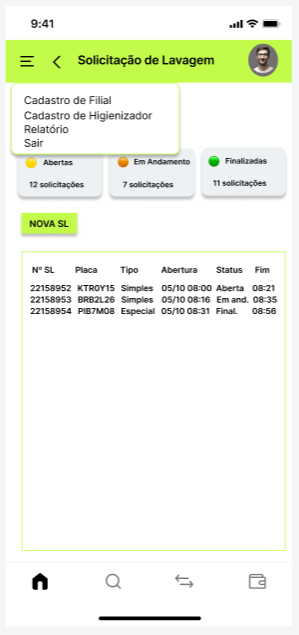 9:41
Solicitação de Lavagem
Cadastro de Filial
Cadastro de Higienizador
Relatório
Sair
Abertas
12 solicitações
Em Andamento
7 solicitações
Finalizadas
11 solicitações
NOVA SL
Nº SL Placa Tipo Abertura Status Fim
22158952 KTR0Y15 Simples 05/10 08:00 Aberta 08:21
22158953 BRB2L26 Simples 05/10 08:16 Em and. 08:35
22158954 PIB7M08 Especial 05/10 08:31 Final. 08:56